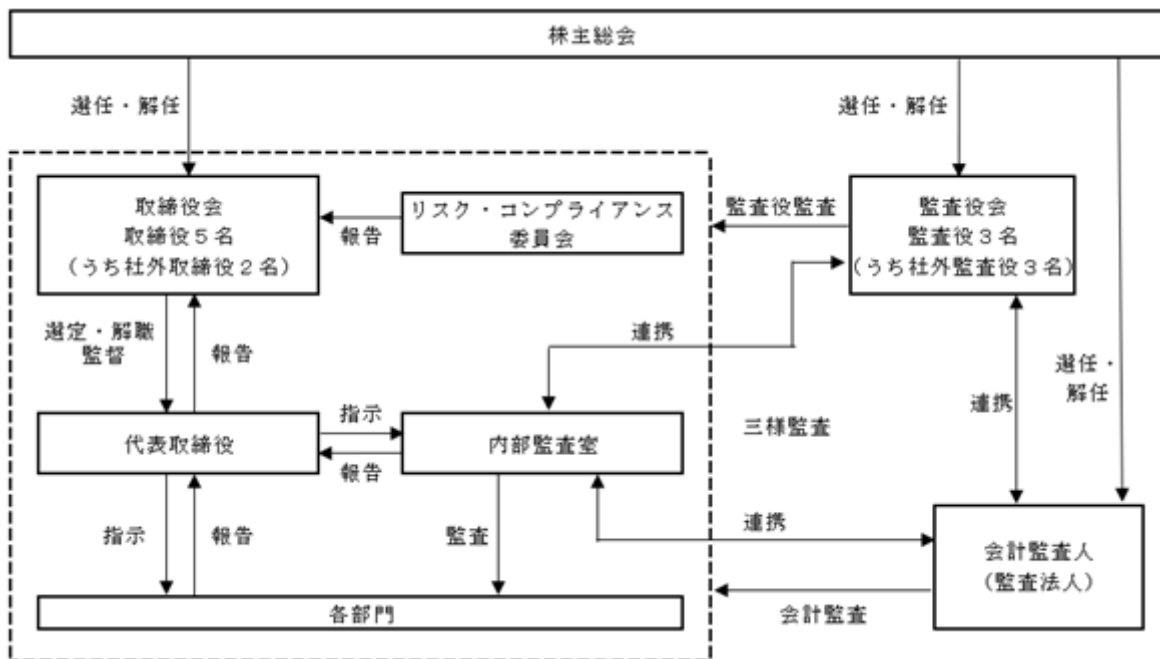 株主総会
選任・解任
選任・解任
取締役会
取締役５名
（うち社外取締役２名）
リスク・コンプライアンス
委員会
報告
監査役監査
監査役会
監査役３名
（うち社外監査役３名）
選定・解職
監督
報告
連携
選任・
解任
連携
三様監査
代表取締役
指示
報告
内部監査室
指示
報告
監査
連携
会計監査人
（監査法人）
会計監査
各部門